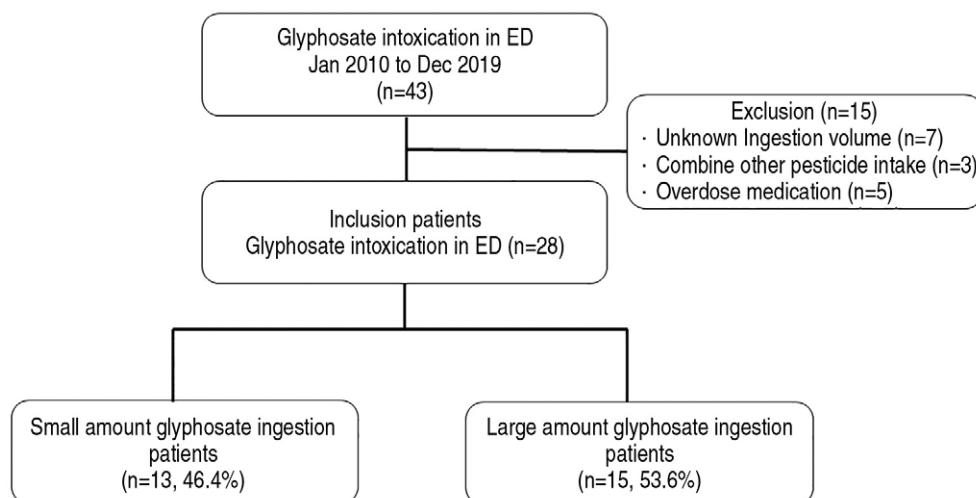 Glyphosate intoxication in ED
Jan 2010 to Dec 2019
(n=43)
Exclusion (n=15)
· Unknown Ingestion volume (n=7)
· Combine other pesticide intake (n=3)
· Overdose medication (n=5)
Inclusion patients
Glyphosate intoxication in ED (n=28)
Small amount glyphosate ingestion
patients
(n=13, 46.4%)
Large amount glyphosate ingestion
patients
(n=15, 53.6%)